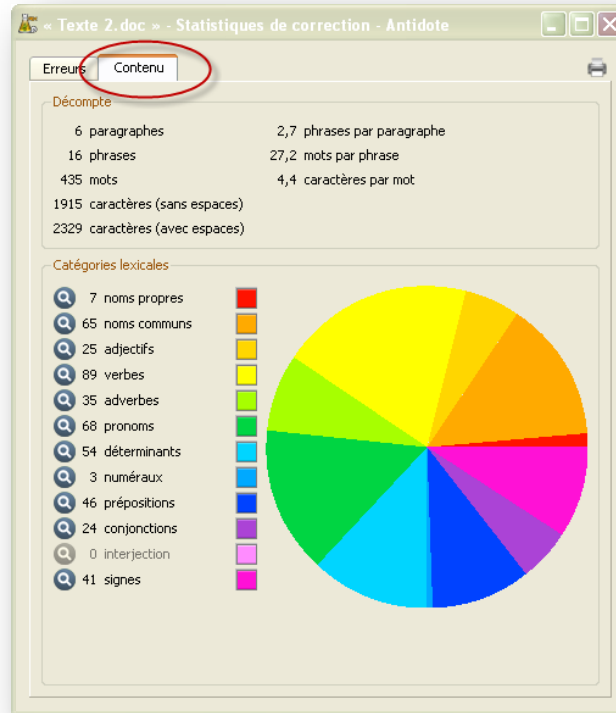 « Texte 2.doc » - Statistiques de correction - Antidote
Erreurs Contenu
Décompte
6 paragraphes 2,7 phrases par paragraphe
16 phrases 27,2 mots par phrase
435 mots 4,4 caractères par mot
1915 caractères (sans espaces)
2329 caractères (avec espaces)
Catégories lexicales
7 noms propres
65 noms communs
25 adjectifs
89 verbes
35 adverbes
68 pronoms
54 déterminants
3 numéraux
46 prépositions
24 conjonctions
0 interjection
41 signes